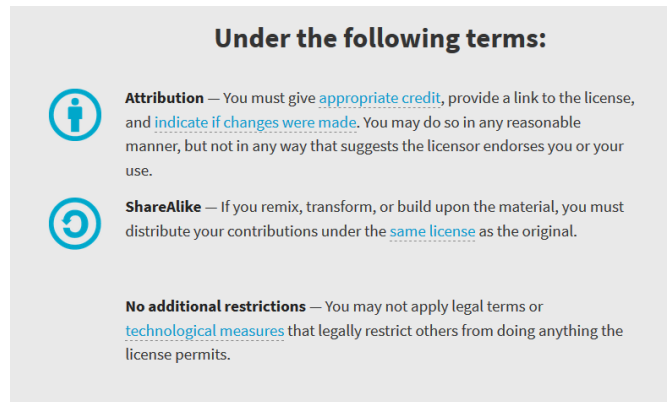 Under the following terms:
Attribution — You must give appropriate credit, provide a link to the license,
and indicate if changes were made. You may do so in any reasonable
manner, but not in any way that suggests the licensor endorses you or your
use.
ShareAlike — If you remix, transform, or build upon the material, you must
distribute your contributions under the same license as the original.
No additional restrictions — You may not apply legal terms or
technological measures that legally restrict others from doing anything the
license permits.